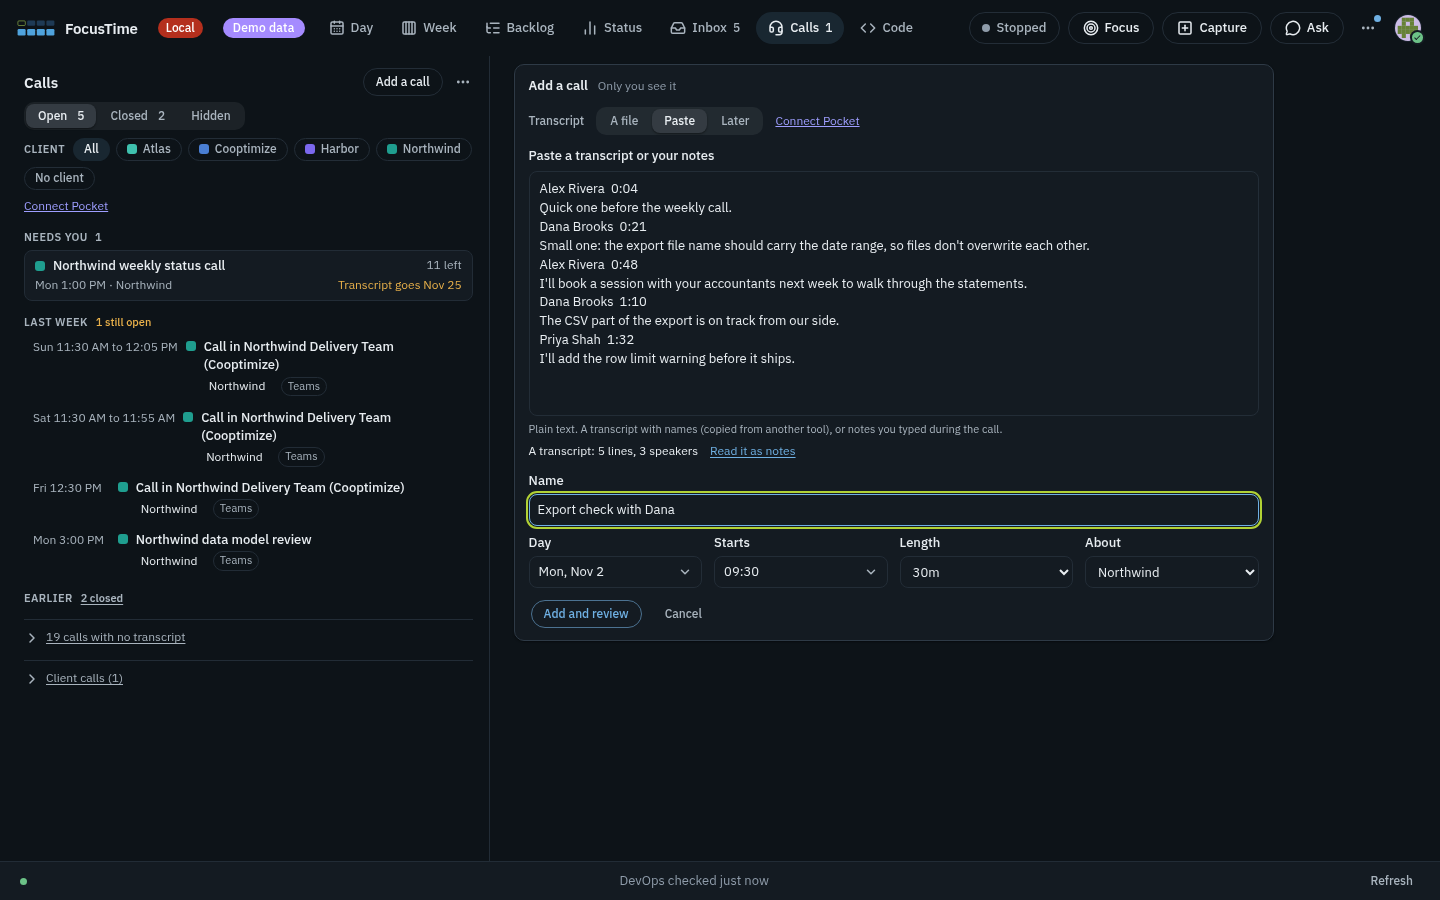 FocusTime
Local
Demo data
Day
Week
Backlog
Status
Inbox 5
Calls 1
Code
Stopped
Focus
Capture
Ask
Calls
Add a call
Open 5
Closed 2
Hidden
CLIENT
All
Atlas
Cooptimize
Harbor
Northwind
No client
Connect Pocket
NEEDS YOU 1
Northwind weekly status call
11 left
Mon 1:00 PM · Northwind
Transcript goes Nov 25
LAST WEEK 1 still open
Sun 11:30 AM to 12:05 PM
Call in Northwind Delivery Team
(Cooptimize)
Northwind
Teams
Sat 11:30 AM to 11:55 AM
Call in Northwind Delivery Team
(Cooptimize)
Northwind
Teams
Fri 12:30 PM
Call in Northwind Delivery Team (Cooptimize)
Northwind
Teams
Mon 3:00 PM
Northwind data model review
Northwind
Teams
EARLIER 2 closed
19 calls with no transcript
Client calls (1)
Add a call Only you see it
Transcript
A file
Paste
Later
Connect Pocket
Paste a transcript or your notes
Alex Rivera 0:04
Quick one before the weekly call.
Dana Brooks 0:21
Small one: the export file name should carry the date range, so files don't overwrite each other.
Alex Rivera 0:48
I'll book a session with your accountants next week to walk through the statements.
Dana Brooks 1:10
The CSV part of the export is on track from our side.
Priya Shah 1:32
I'll add the row limit warning before it ships.
Plain text. A transcript with names (copied from another tool), or notes you typed during the call.
A transcript: 5 lines, 3 speakers Read it as notes
Name
Export check with Dana
Day
Starts
Length
About
Mon, Nov 2
09:30
30m
Northwind
Add and review
Cancel
DevOps checked just now
Refresh